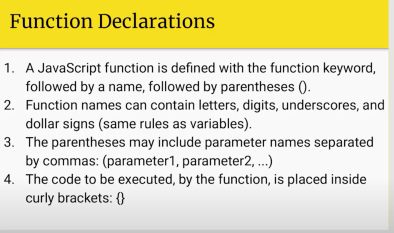 Function Declarations
1. A JavaScript function is defined with the function keyword,
followed by a name, followed by parentheses ().
2. Function names can contain letters, digits, underscores, and
dollar signs (same rules as variables).
3. The parentheses may include parameter names separated
by commas: (parameter1, parameter2, ...)
4. The code to be executed, by the function, is placed inside
curly brackets: {}